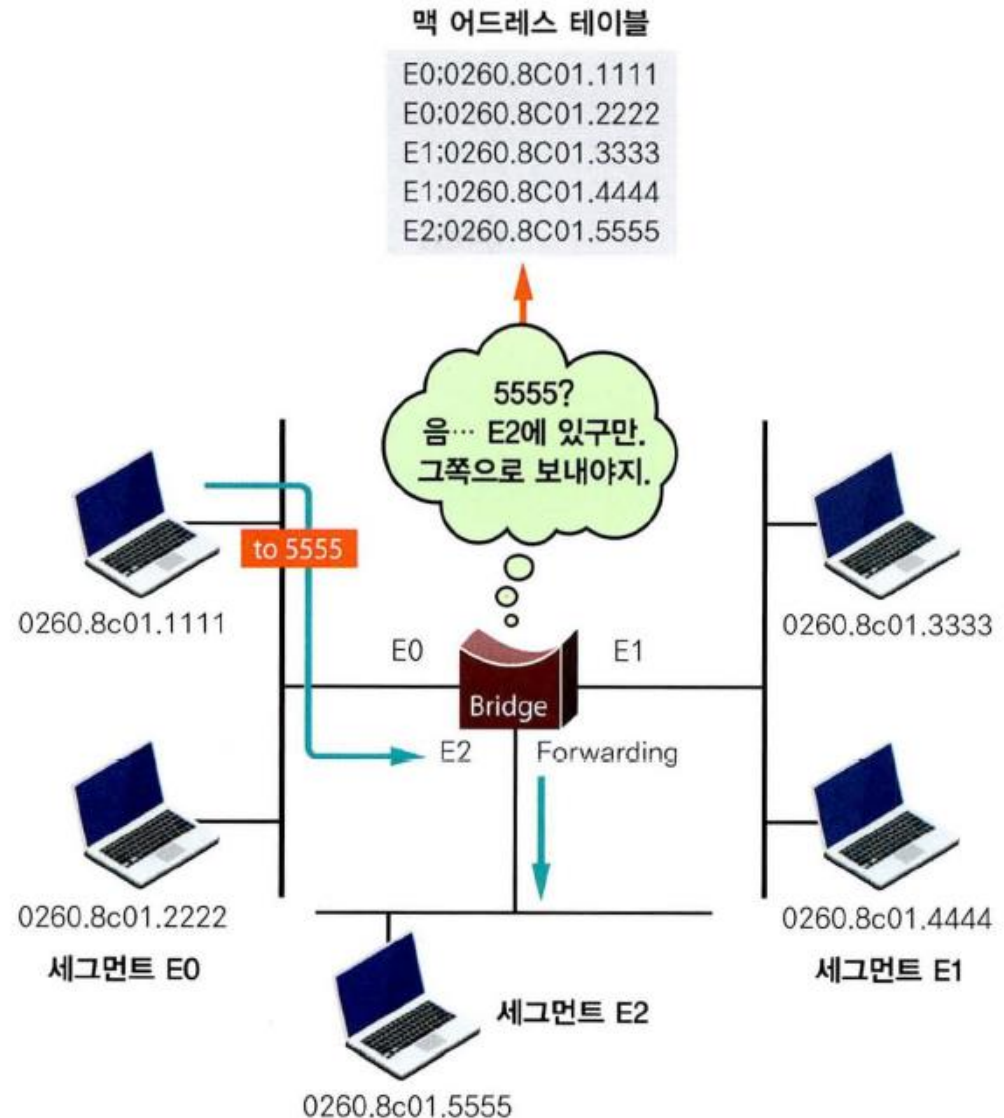 맥 어드레스 테이블
E0;0260.8C01.1111
E0;0260.8C01.2222
E1;0260.8C01.3333
E1;0260.8C01.4444
E2;0260.8C01.5555
5555?
음… E2에 있구만.
그쪽으로 보내야지.
to 5555
0260.8c01.1111
0260.8c01.3333
E0
E1
Bridge
E2
Forwarding
0260.8c01.2222
0260.8c01.4444
세그먼트 E0
세그먼트 E1
세그먼트 E2
0260.8c01.5555